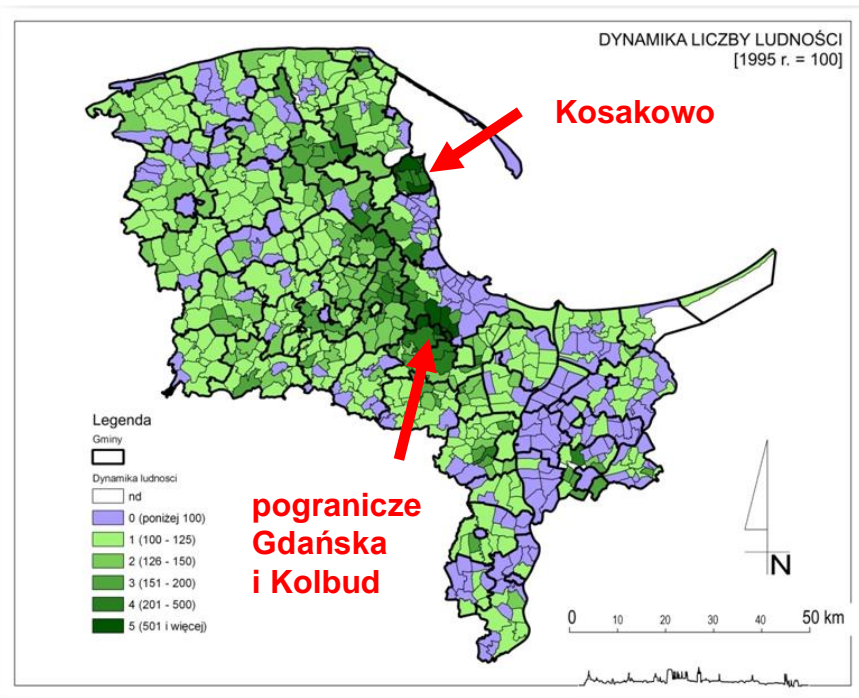 DYNAMIKA LICZBY LUDNOŚCI
[1995 r. = 100]
Kosakowo
Legenda
Gminy
Dynamika ludnosci
nd
0 (poniżej 100)
1 (100 - 125)
2 (126 - 150)
3 (151 - 200)
4 (201 - 500)
5 (501 i więcej)
pogranicze
Gdańska
i Kolbud
N
0 10 20 30 40 50 km